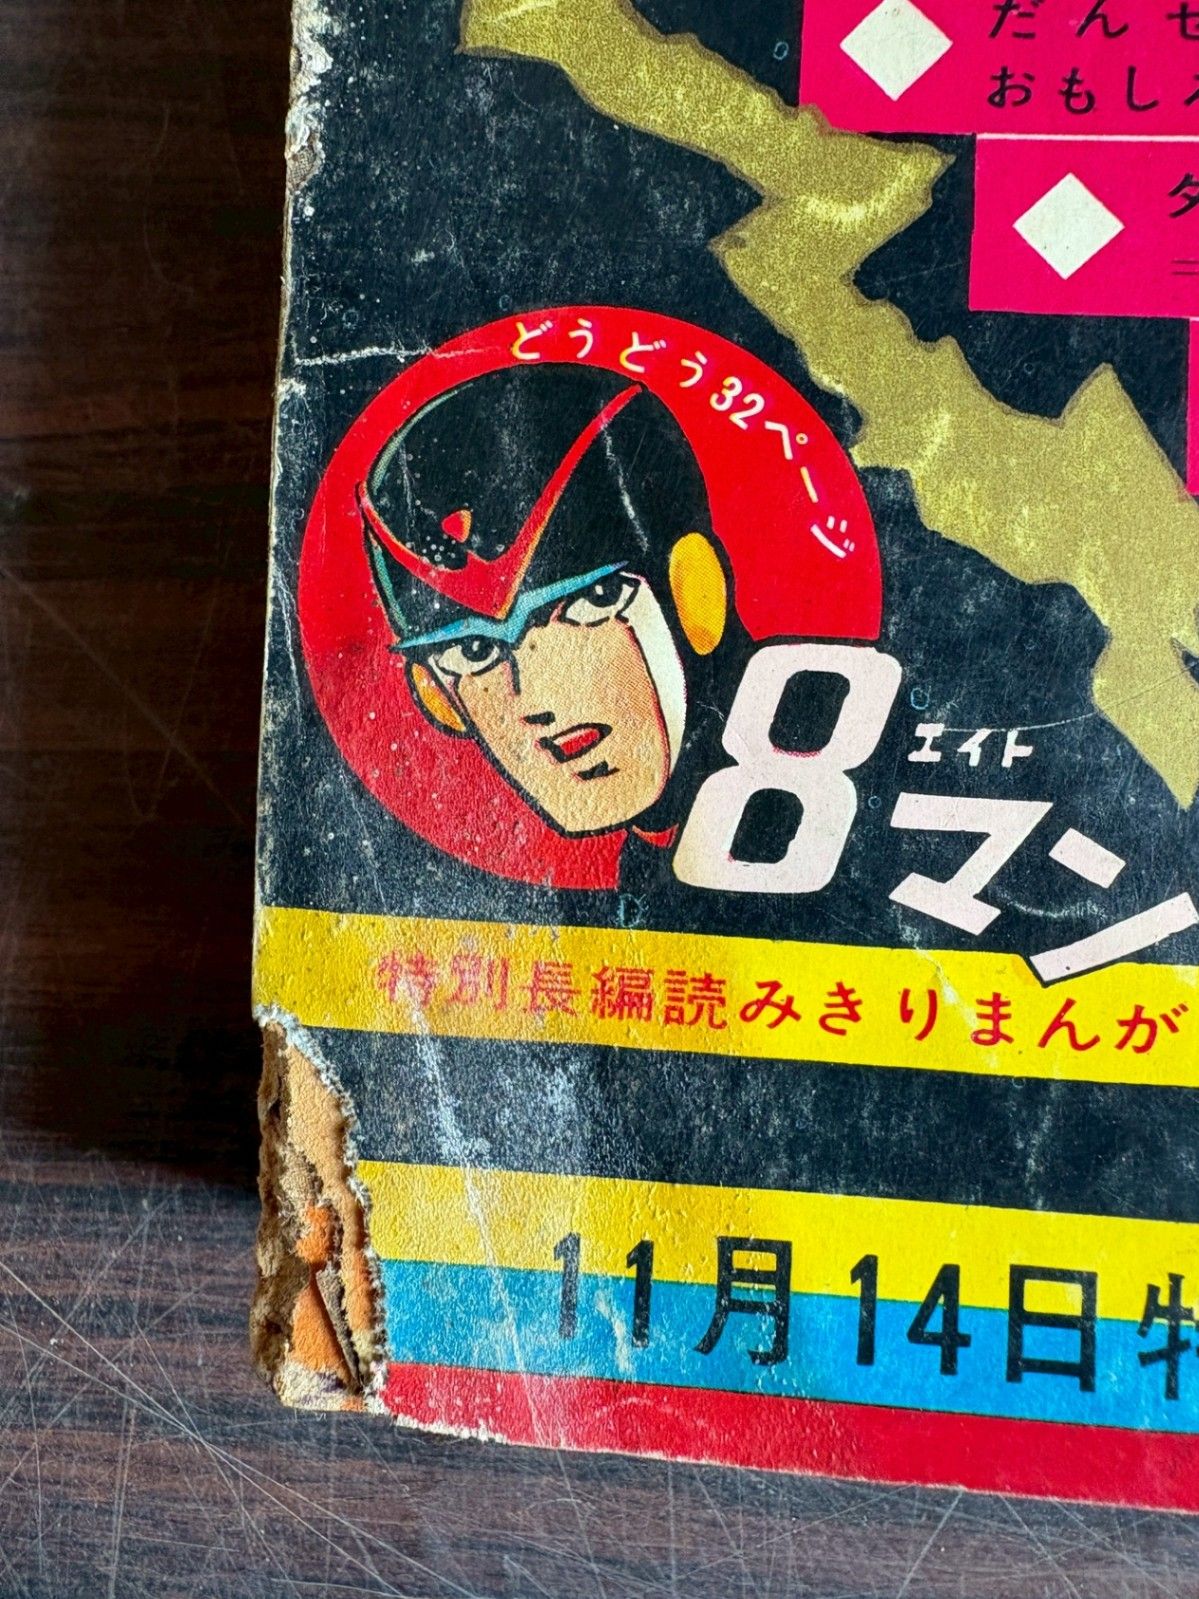 だんせ
おもし
タ
どうどう32ページ
8マン
エイト
特別長編読みきりまんが
11月14日特